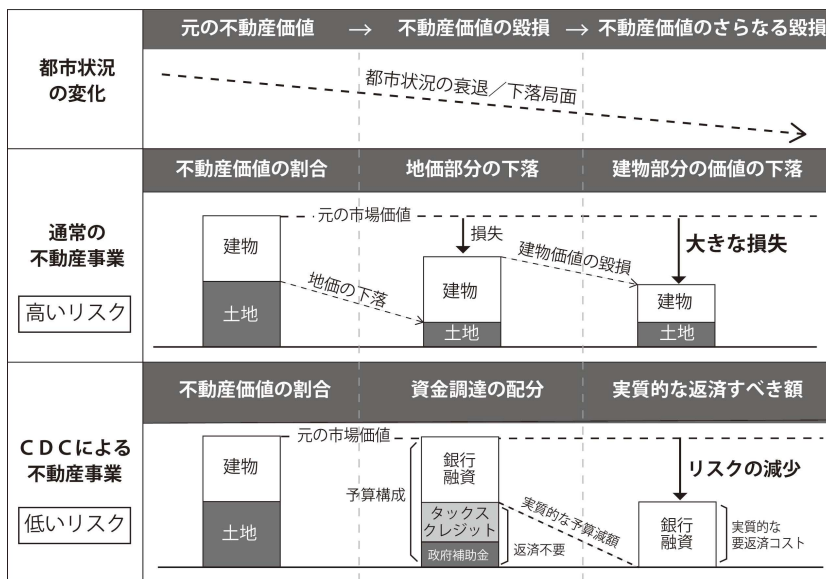 元の不動産価値 → 不動産価値の毀損 → 不動産価値のさらなる毀損
都市状況
の変化
都市状況の衰退／下落局面
不動産価値の割合
地価部分の下落
建物部分の価値の下落
通常の
不動産事業
高いリスク
元の市場価値
建物
土地
地価の下落
損失
建物
土地
建物価値の毀損
大きな損失
建物
土地
不動産価値の割合
資金調達の配分
実質的な返済すべき額
ＣＤＣによる
不動産事業
低いリスク
元の市場価値
建物
土地
予算構成
銀行
融資
タックス
クレジット
政府補助金
返済不要
実質的な予算減額
リスクの減少
銀行
融資
実質的な
要返済コスト